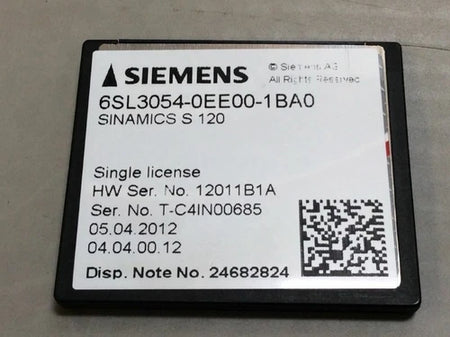 SIEMENS
© Siemens AG
All Rights Reserved
6SL3054-0EE00-1BA0
SINAMICS S 120
Single license
HW Ser. No. 12011B1A
Ser. No. T-C4IN00685
05.04.2012
04.04.00.12
Disp. Note No. 24682824